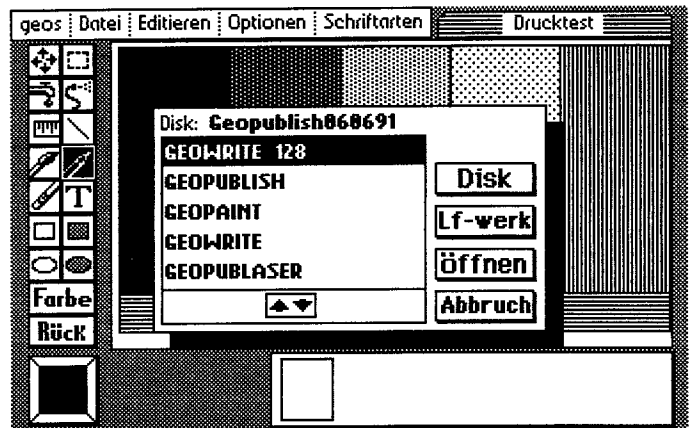 geos Datei Editieren Optionen Schriftarten Drucktest
Disk: Geopublish868691
GEOWRITE 128
GEOPUBLISH
GEOPAINT
GEOWRITE
GEOPUBLASER
Disk
Lf-werk
Öffnen
Abbruch
T
Farbe
Rück